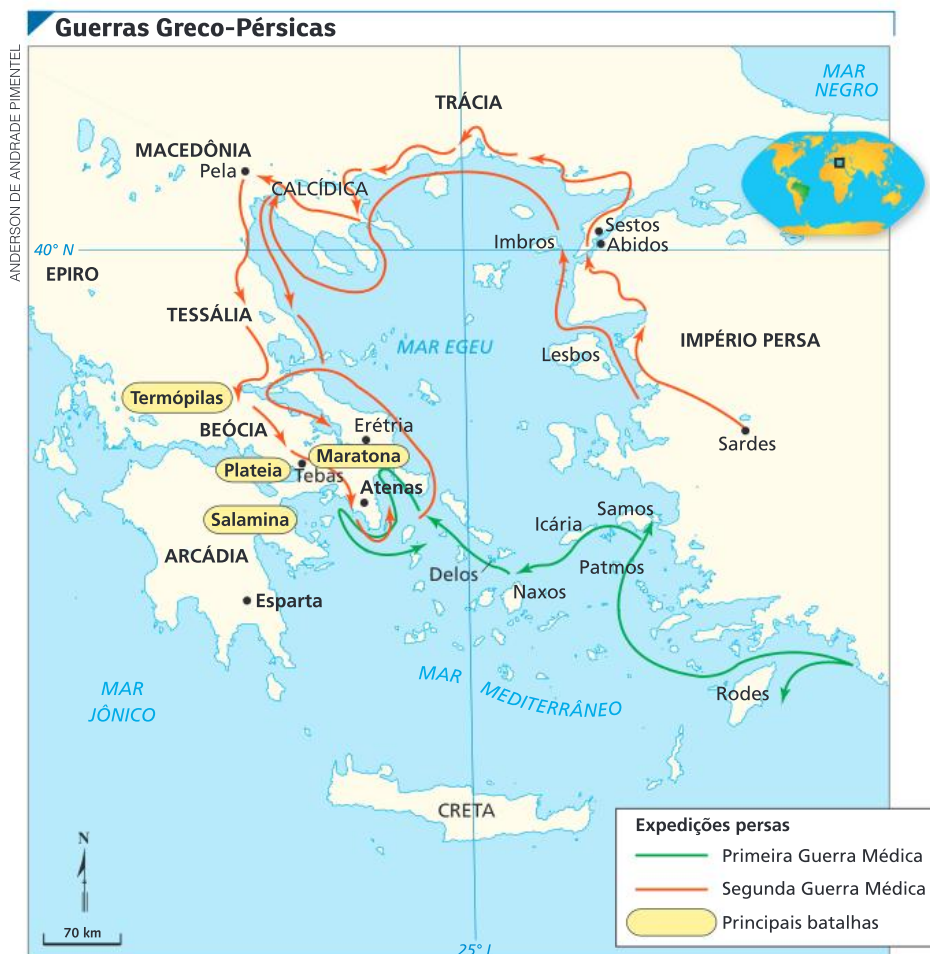 Guerras Greco-Pérsicas
ANDERSON DE ANDRADE PIMENTEL
MAR
NEGRO
TRÁCIA
MACEDÔNIA
Pela
CALCÍDICA
Sestos
Imbros
Abidos
40° N
EPIRO
TESSÁLIA
MAR EGEU
IMPÉRIO PERSA
Lesbos
Termópilas
BEÓCIA
Erétria
Sardes
Maratona
Plateia
Tebas
Atenas
Salamina
Icária
Samos
ARCÁDIA
Patmos
Delos
Naxos
Esparta
MAR
JÔNICO
MAR MEDITERRÂNEO
Rodes
CRETA
N
70 km
25° L
Expedições persas
Primeira Guerra Médica
Segunda Guerra Médica
Principais batalhas